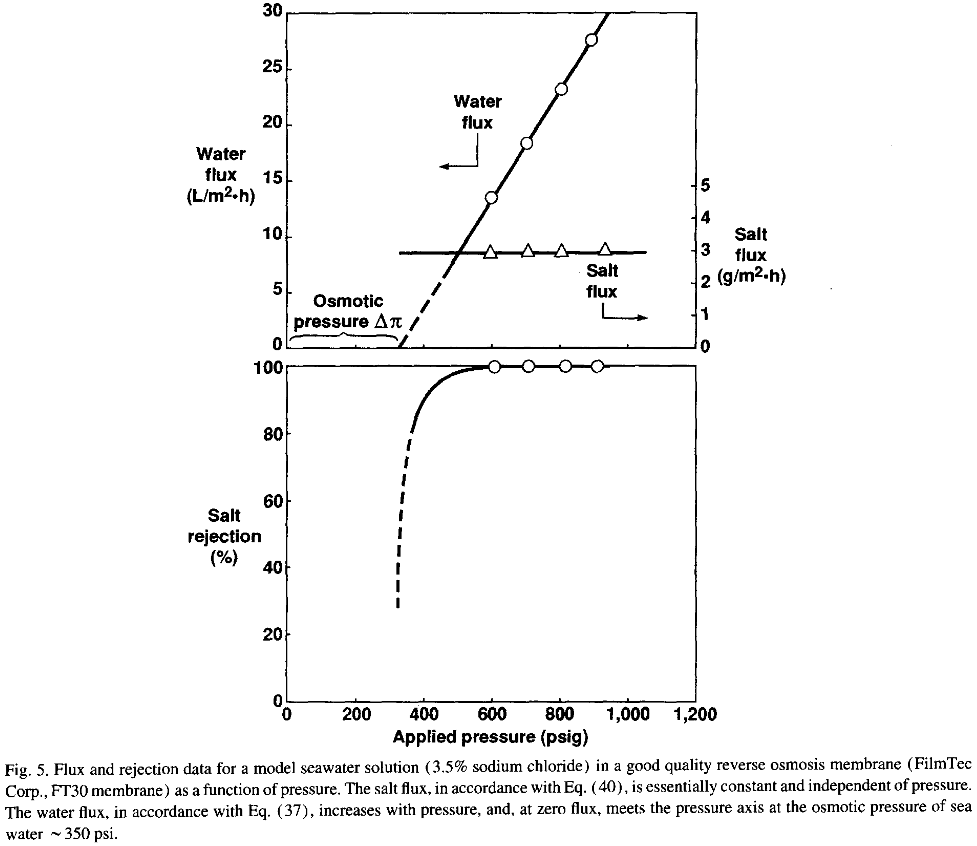 30
25
20
15
10
5
0
Water
flux
(L/m²•h)
Water
flux
5
4
3
2
1
0
Salt
flux
(g/m²•h)
Salt
flux
Osmotic
pressure Δπ
100
80
60
40
20
0
Salt
rejection
(%)
0 200 400 600 800 1,000 1,200
Applied pressure (psig)
Fig. 5. Flux and rejection data for a model seawater solution (3.5% sodium chloride) in a good quality reverse osmosis membrane (FilmTec
Corp., FT30 membrane) as a function of pressure. The salt flux, in accordance with Eq. (40), is essentially constant and independent of pressure.
The water flux, in accordance with Eq. (37), increases with pressure, and, at zero flux, meets the pressure axis at the osmotic pressure of sea
water ~ 350 psi.